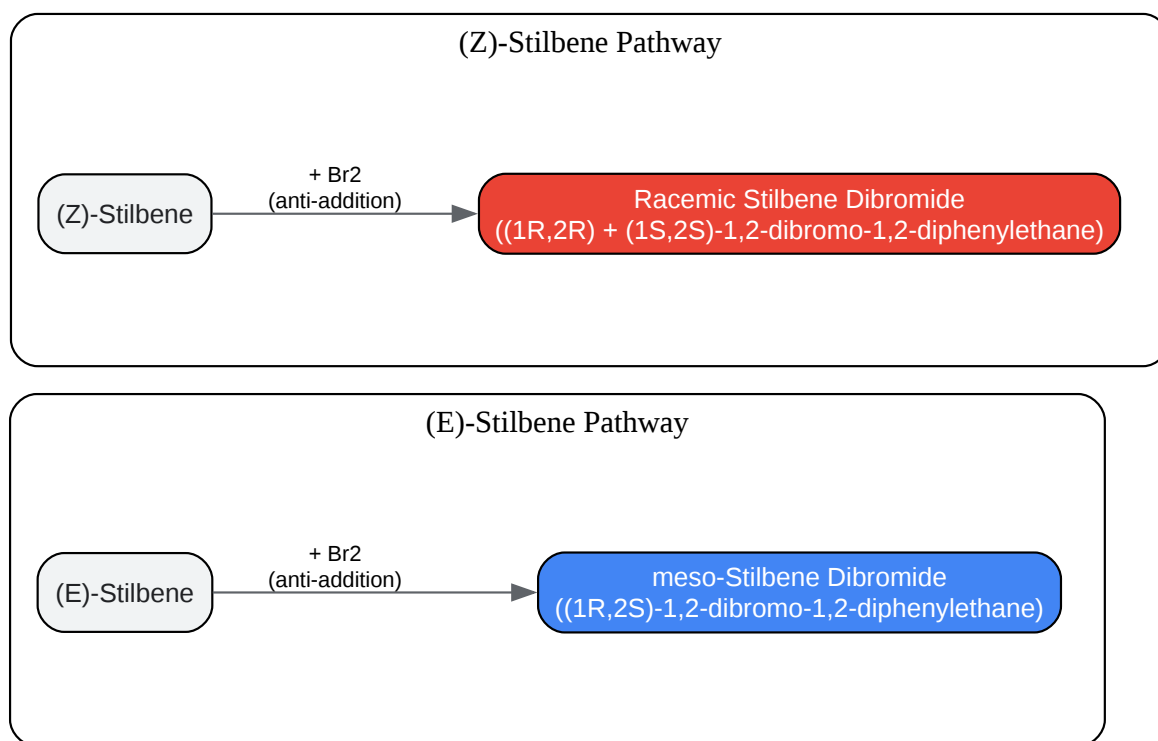 (Z)-Stilbene Pathway
+ Br2
(anti-addition)
(Z)-Stilbene
Racemic Stilbene Dibromide
((1R,2R) + (1S,2S)-1,2-dibromo-1,2-diphenylethane)
(E)-Stilbene Pathway
+ Br2
(anti-addition)
(E)-Stilbene
meso-Stilbene Dibromide
((1R,2S)-1,2-dibromo-1,2-diphenylethane)